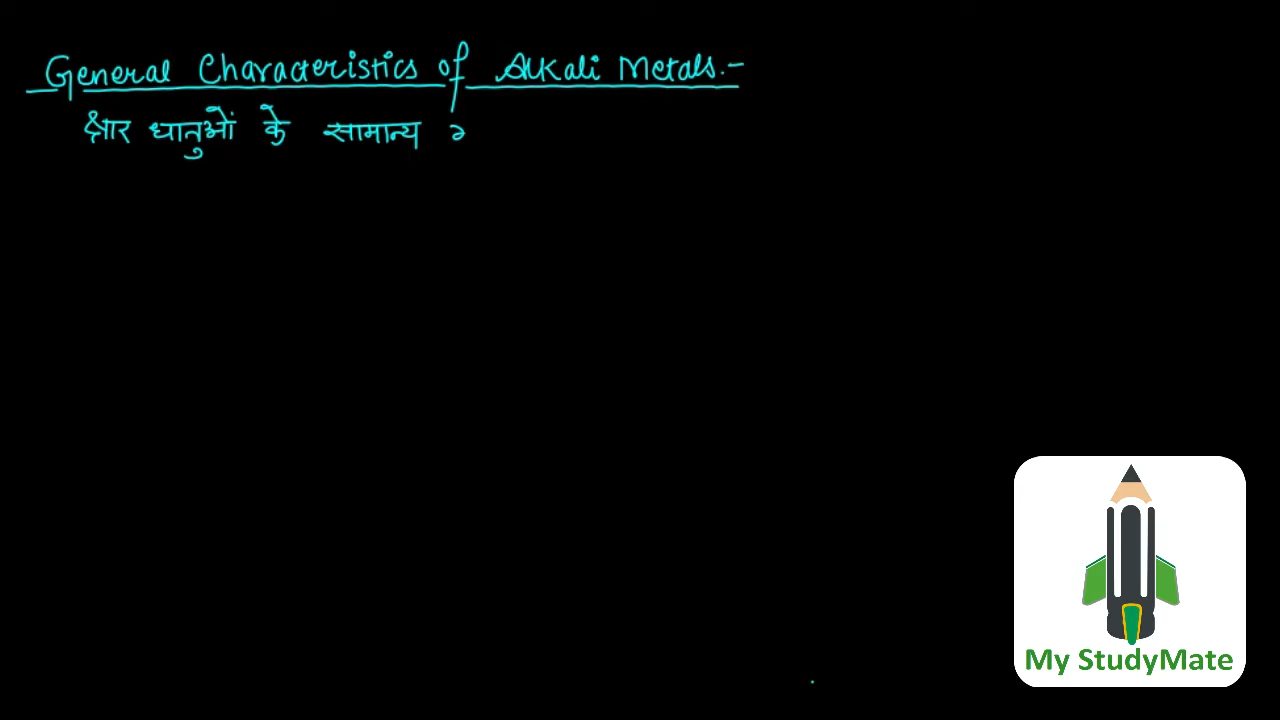 General Characteristics of Alkali Metals.-
क्षार धातुओं के सामान्य
My StudyMate